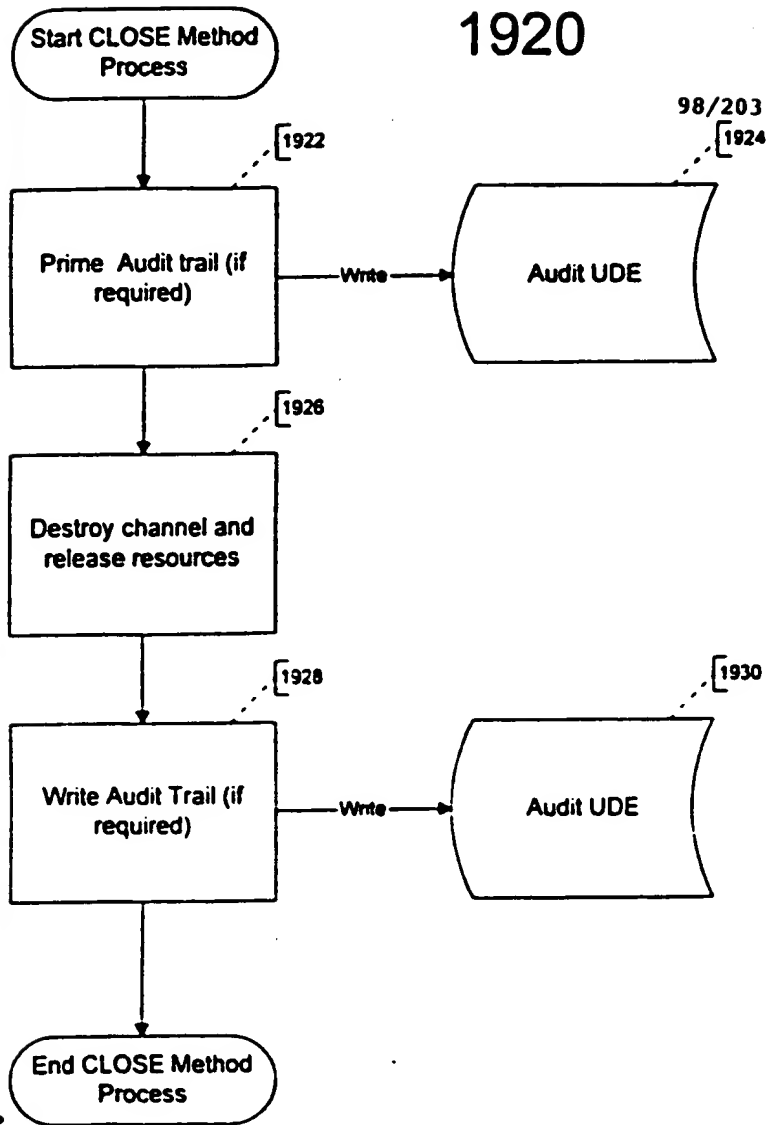 1920
Start CLOSE Method
Process
98/203
1922
1924
Prime Audit trail (if
required)
Write
Audit UDE
1926
Destroy channel and
release resources
1928
1930
Write Audit Trail (if
required)
Write
Audit UDE
End CLOSE Method
Process